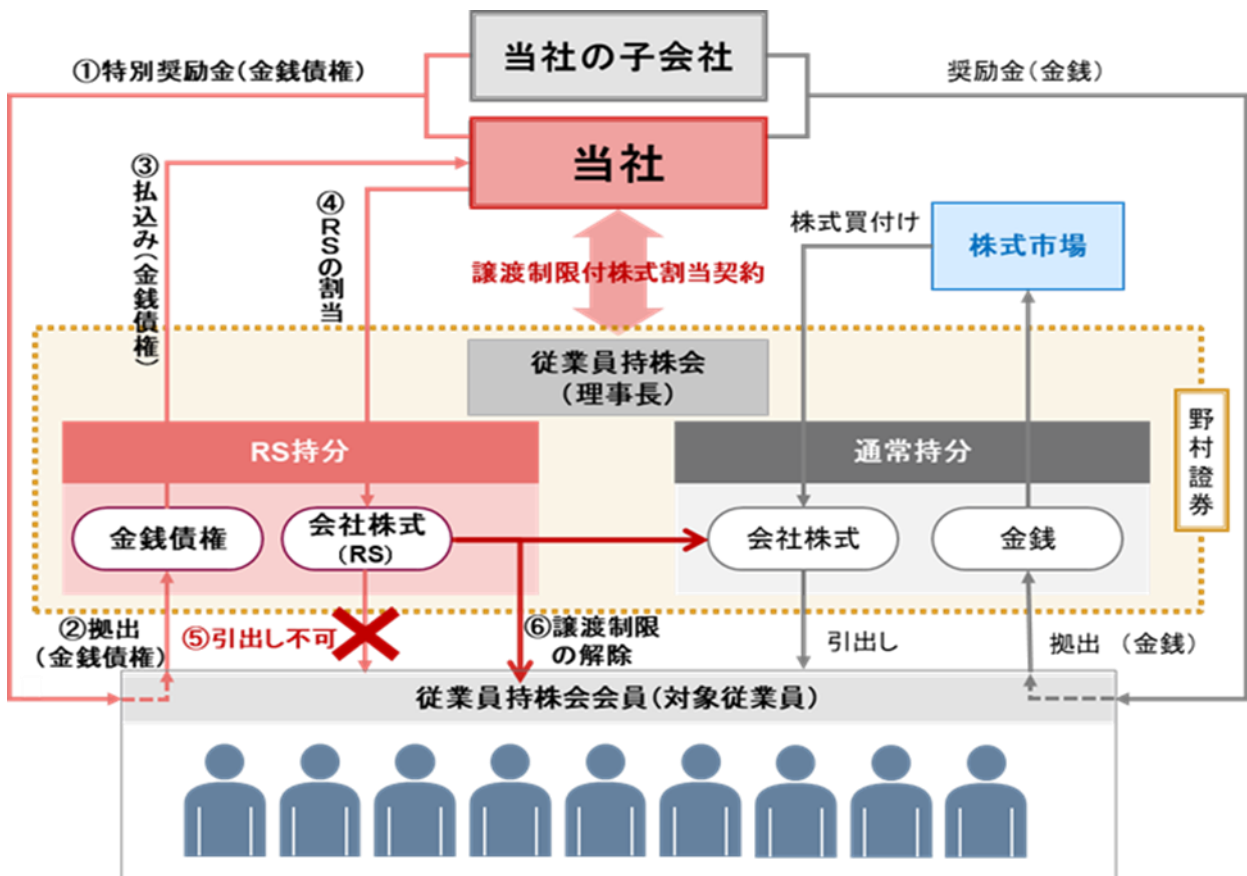 当社の子会社
①特別奨励金(金銭債権)
奨励金(金銭)
当社
③払込み(金銭債権)
④RSの割当
株式買付け
株式市場
譲渡制限付株式割当契約
従業員持株会
(理事長)
野村證券
RS持分
通常持分
金銭債権
会社株式
(RS)
会社株式
金銭
②拠出
(金銭債権)
⑤引出し不可
⑥譲渡制限
の解除
引出し
拠出 (金銭)
従業員持株会会員(対象従業員)